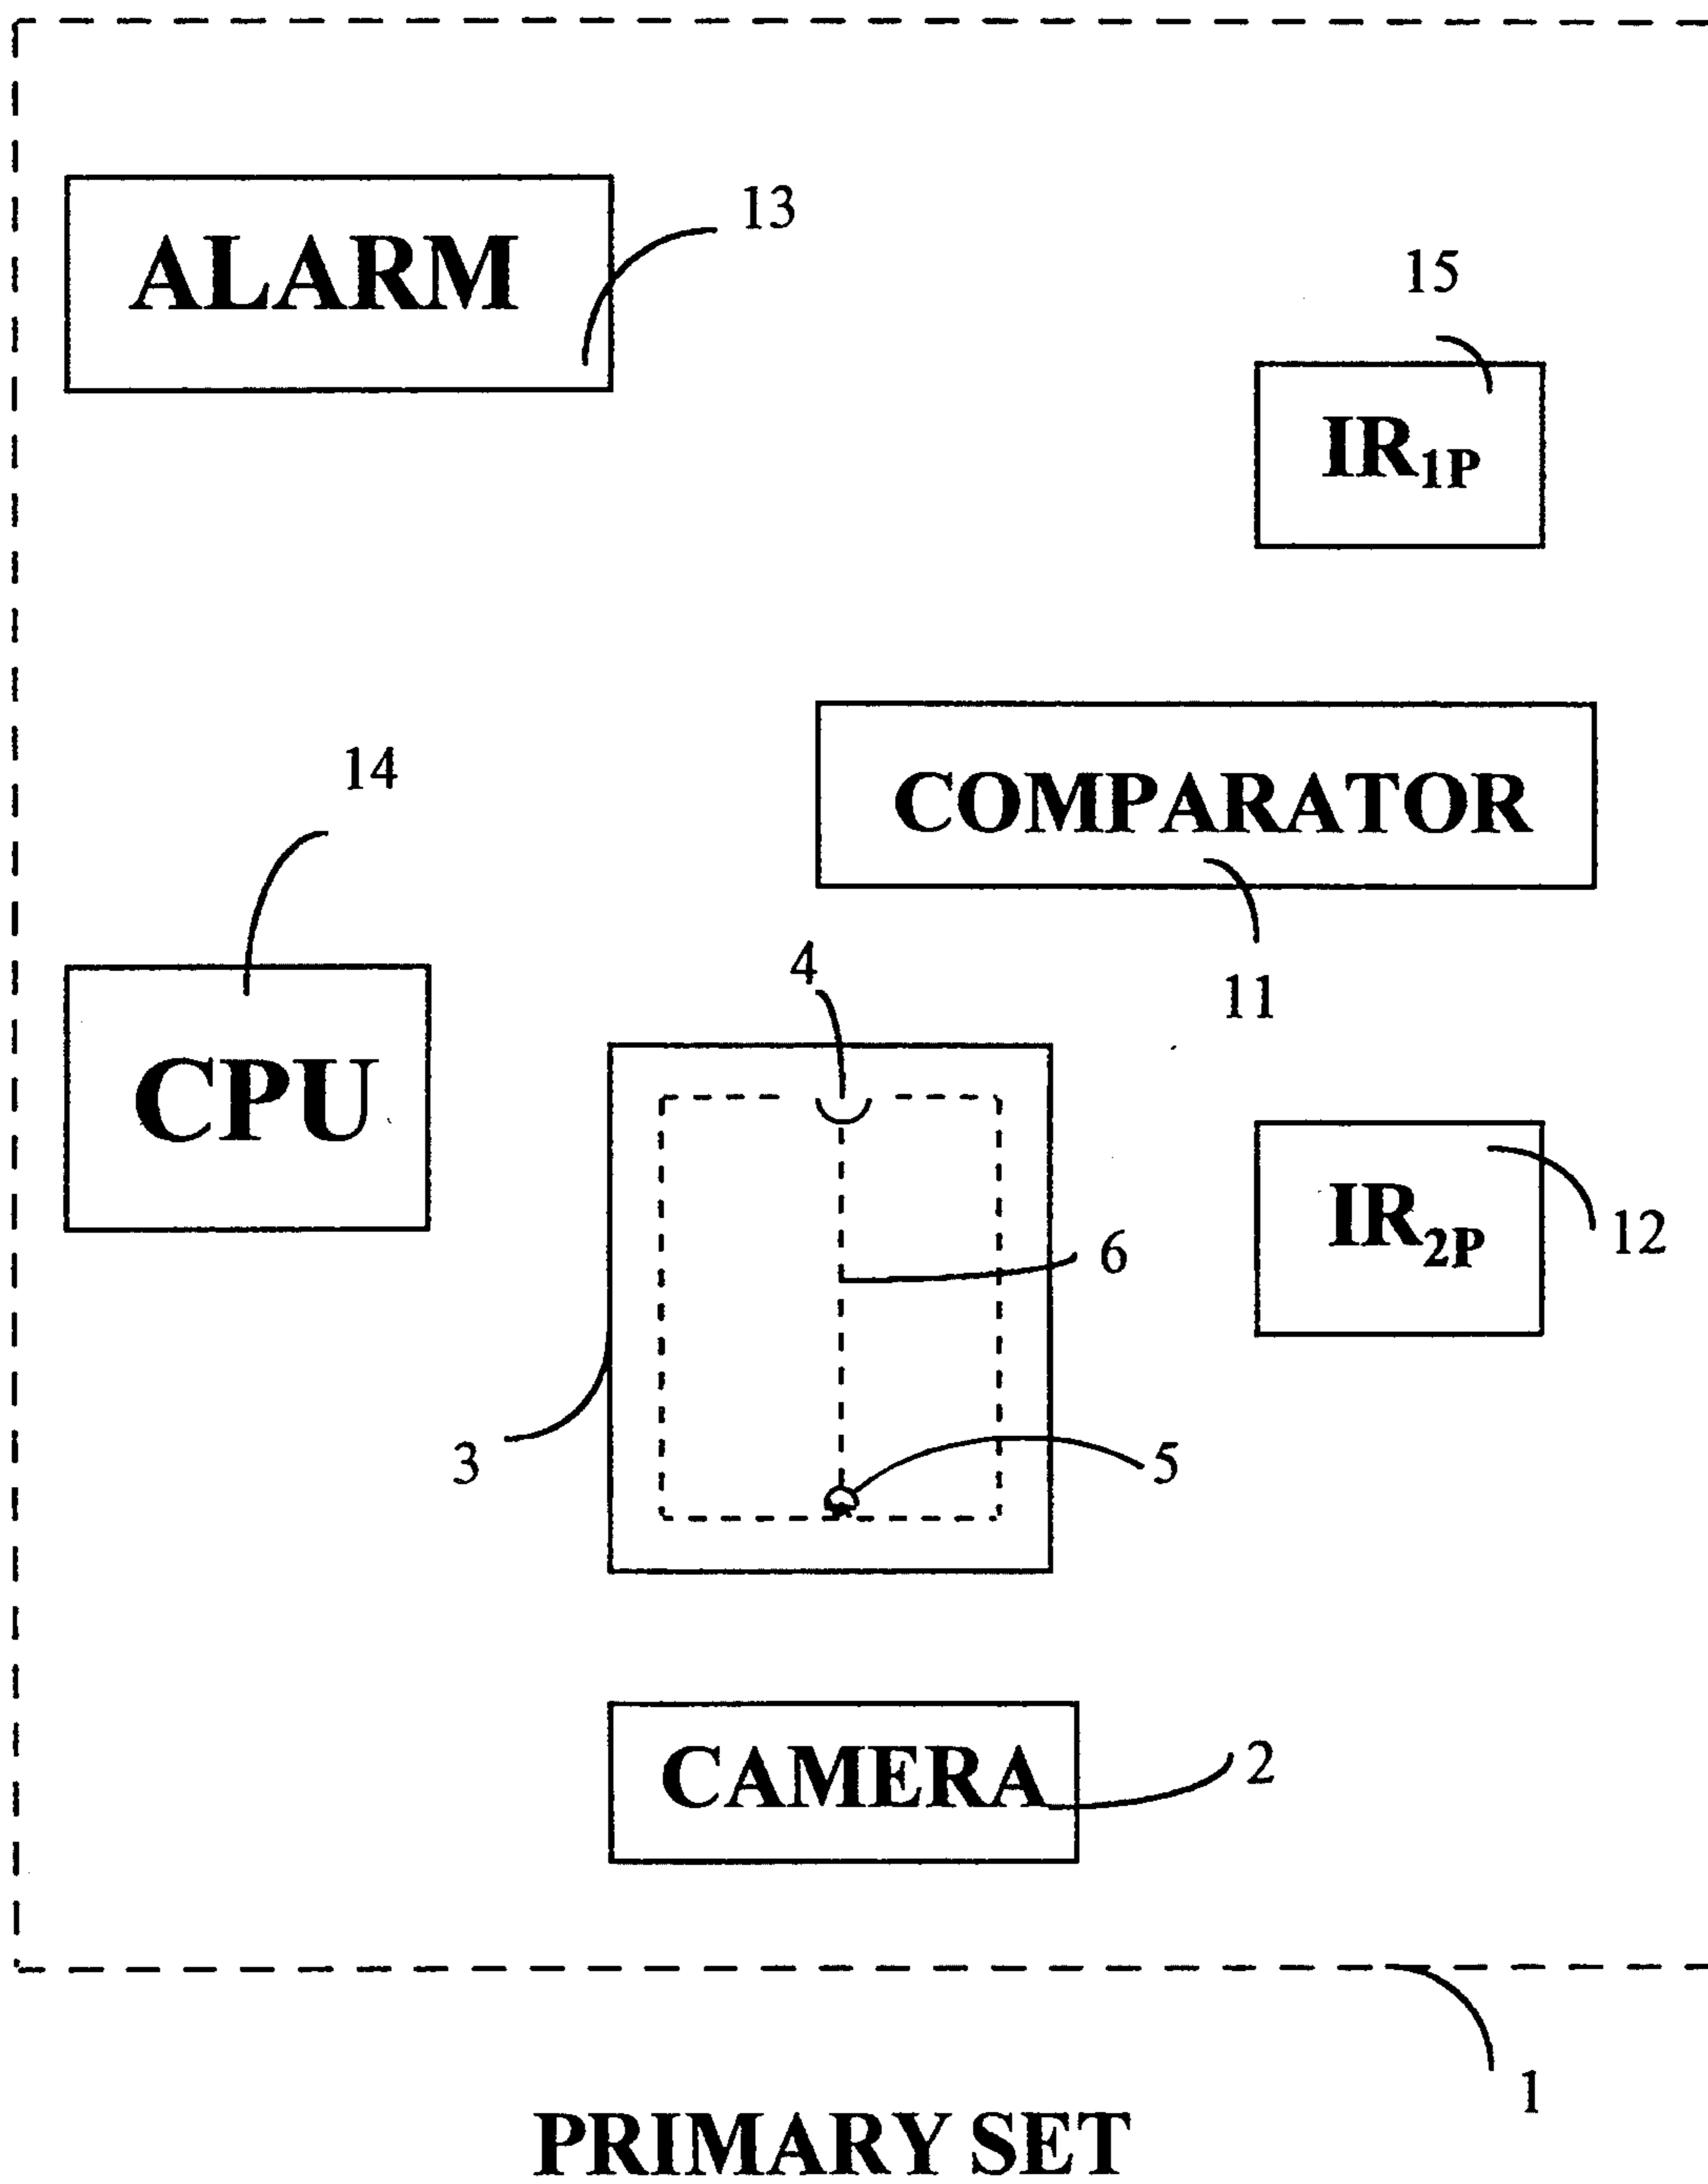 13
ALARM
15
IR1P
14
COMPARATOR
11
4
CPU
IR2P
12
6
3
5
CAMERA
2
1
PRIMARY SET